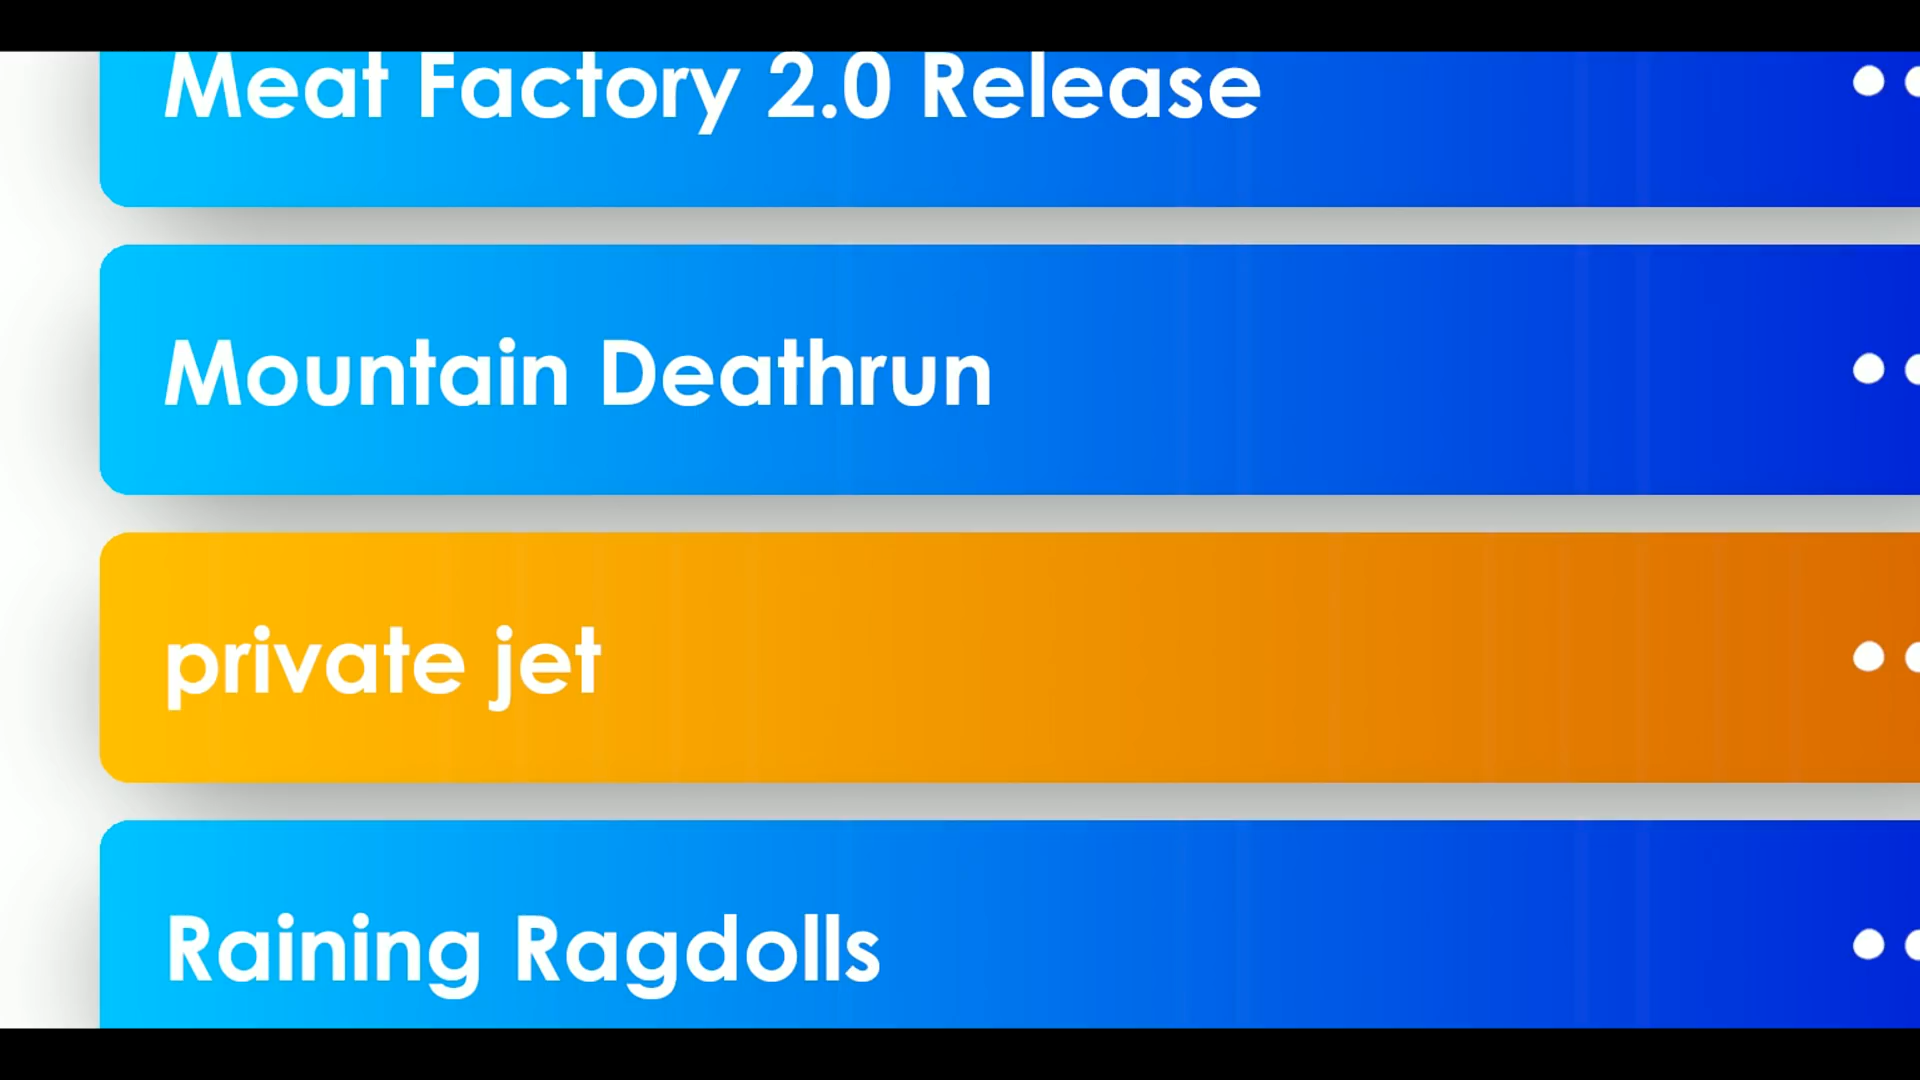 Meat Factory 2.0 Release
Mountain Deathrun
private jet
Raining Ragdolls